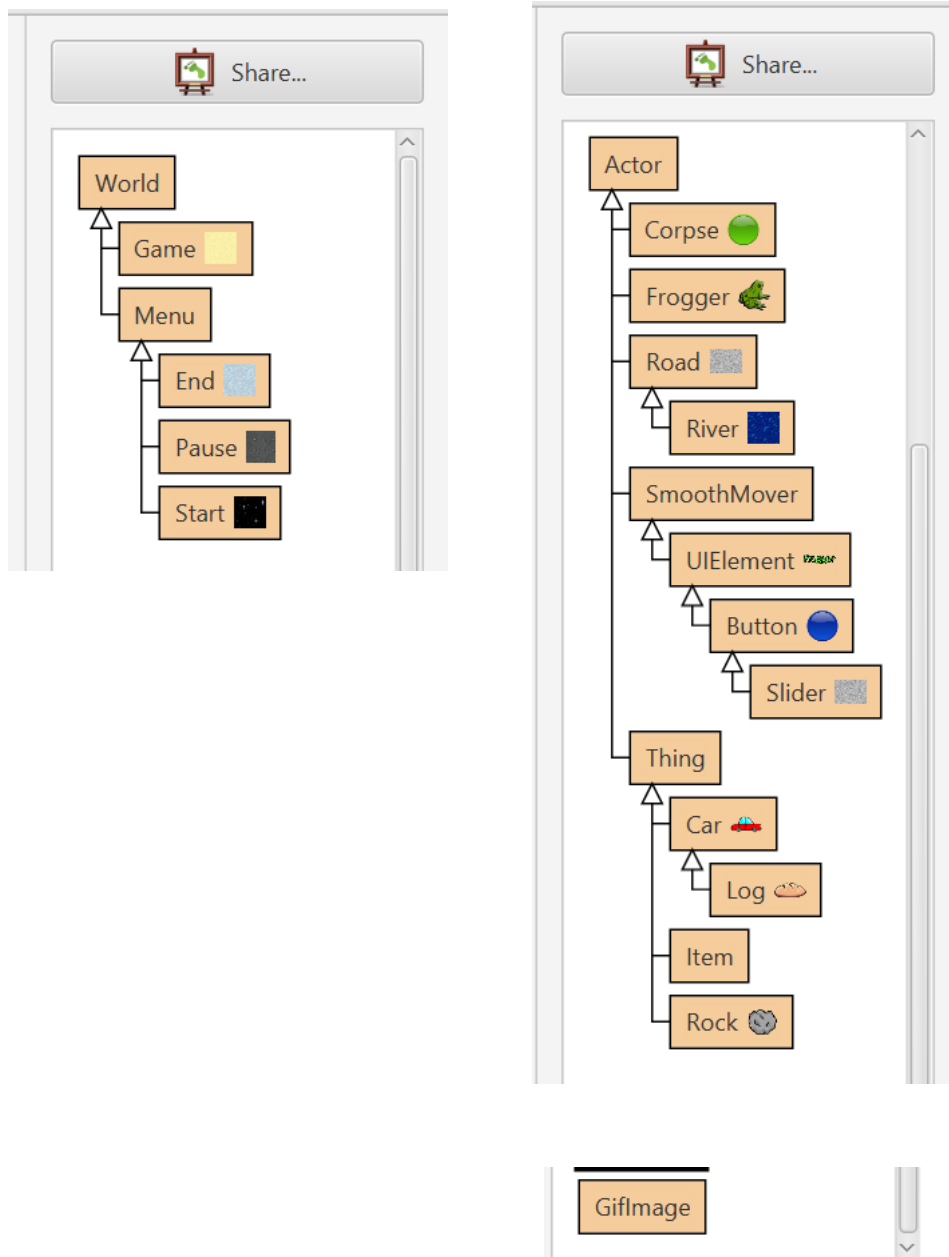 Share...
World
Game
Menu
End
Pause
Start
Share...
Actor
Corpse
Frogger
Road
River
SmoothMover
UIElement
Button
Slider
Thing
Car
Log
Item
Rock
GifImage